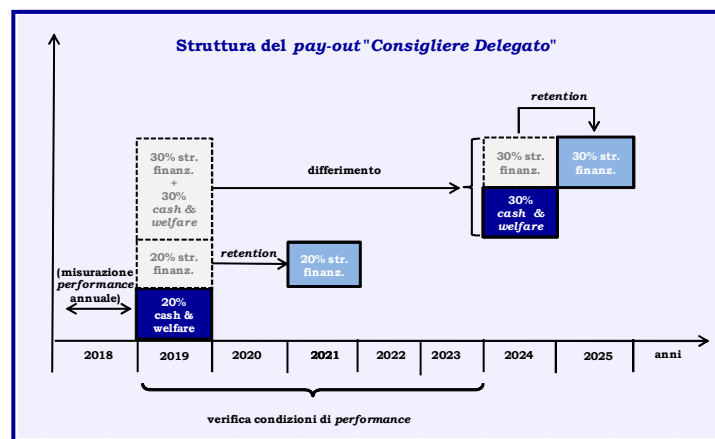 Struttura del pay-out "Consigliere Delegato"
retention
30% str.
finanz.
+
30%
cash &
welfare
differimento
30% str.
finanz.
30% str.
finanz.
30%
cash &
welfare
20% str.
finanz.
retention
20% str.
finanz.
(misurazione
performance
annuale)
20%
cash &
welfare
2018 2019 2020 2021 2022 2023 2024 2025 anni
verifica condizioni di performance